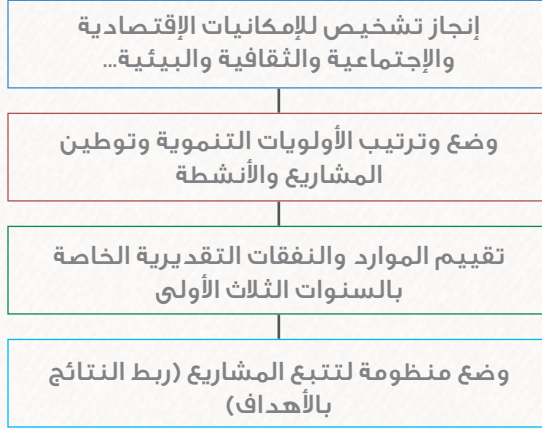 إنجاز تشخيص للإمكانيات الإقتصادية
والإجتماعية والثقافية والبيئية...
وضع وترتيب الأولويات التنموية وتوطين
المشاريع والأنشطة
تقييم الموارد والنفقات التقديرية الخاصة
بالسنوات الثلاث الأولى
وضع منظومة لتتبع المشاريع (ربط النتائج
بالأهداف)